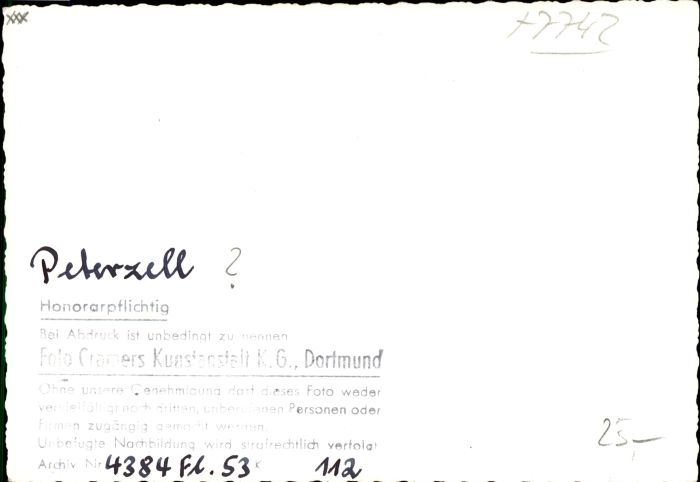 xxx
+7742
Peterzell ?
Honorarpflichtig
Bei Abdruck ist unbedingt zu nennen
Foto Cramers Kunstanstalt K.G., Dortmund
Ohne unsere Genehmigung darf dieses Foto weder
vervielfältigt noch dritten, unberufenen Personen oder
Firmen zugängig gemacht werden.
Unbefugte Nachbildung wird strafrechtlich verfolgt
25,—
Archiv Nr. 4384 Fl. 53 K 112